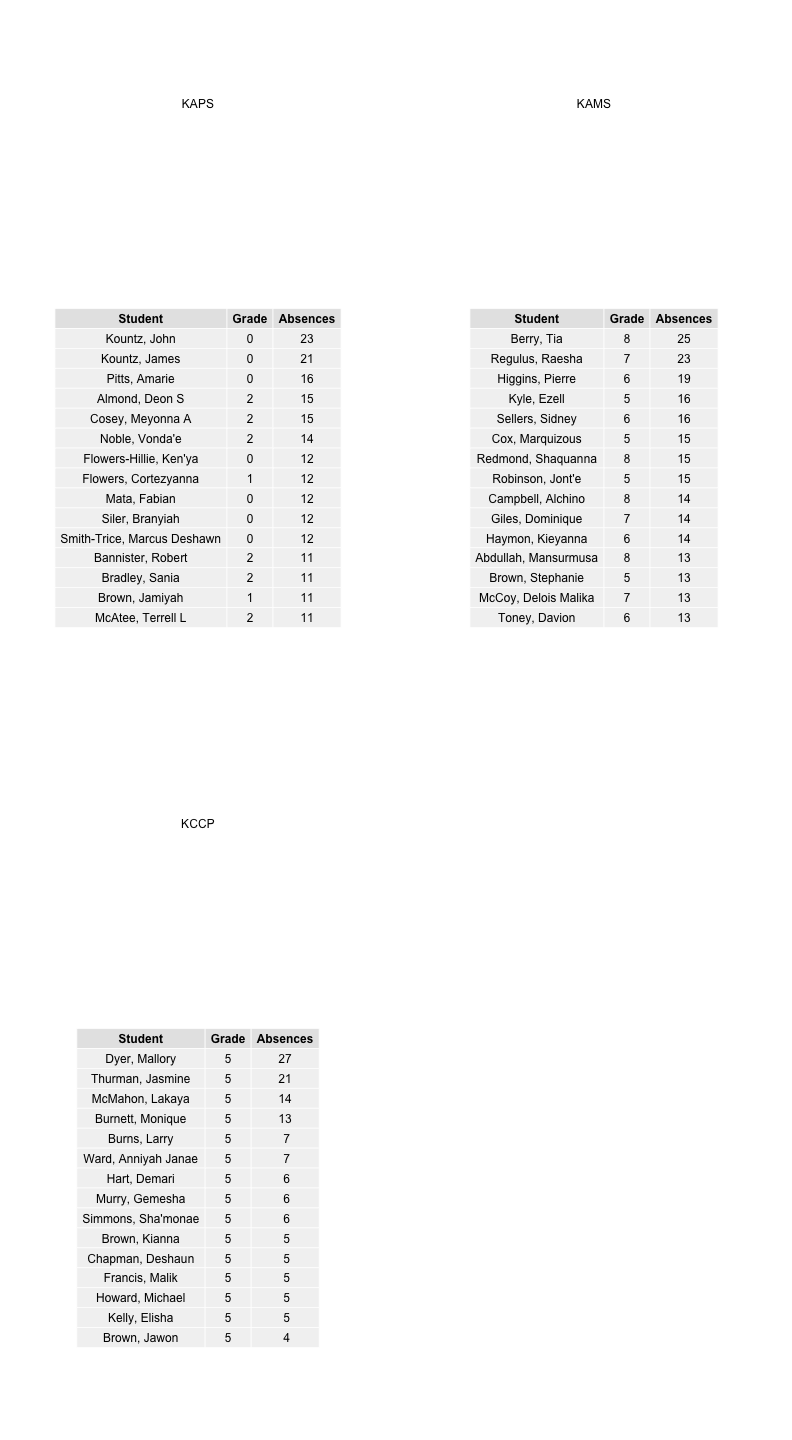 KAPS
KAMS
Student Grade Absences
Kountz, John 0 23
Kountz, James 0 21
Pitts, Amarie 0 16
Almond, Deon S 2 15
Cosey, Meyonna A 2 15
Noble, Vonda'e 2 14
Flowers-Hillie, Ken'ya 0 12
Flowers, Cortezyanna 1 12
Mata, Fabian 0 12
Siler, Branyiah 0 12
Smith-Trice, Marcus Deshawn 0 12
Bannister, Robert 2 11
Bradley, Sania 2 11
Brown, Jamiyah 1 11
McAtee, Terrell L 2 11
Student Grade Absences
Berry, Tia 8 25
Regulus, Raesha 7 23
Higgins, Pierre 6 19
Kyle, Ezell 5 16
Sellers, Sidney 6 16
Cox, Marquizous 5 15
Redmond, Shaquanna 8 15
Robinson, Jont'e 5 15
Campbell, Alchino 8 14
Giles, Dominique 7 14
Haymon, Kieyanna 6 14
Abdullah, Mansurmusa 8 13
Brown, Stephanie 5 13
McCoy, Delois Malika 7 13
Toney, Davion 6 13
KCCP
Student Grade Absences
Dyer, Mallory 5 27
Thurman, Jasmine 5 21
McMahon, Lakaya 5 14
Burnett, Monique 5 13
Burns, Larry 5 7
Ward, Anniyah Janae 5 7
Hart, Demari 5 6
Murry, Gemesha 5 6
Simmons, Sha'monae 5 6
Brown, Kianna 5 5
Chapman, Deshaun 5 5
Francis, Malik 5 5
Howard, Michael 5 5
Kelly, Elisha 5 5
Brown, Jawon 5 4